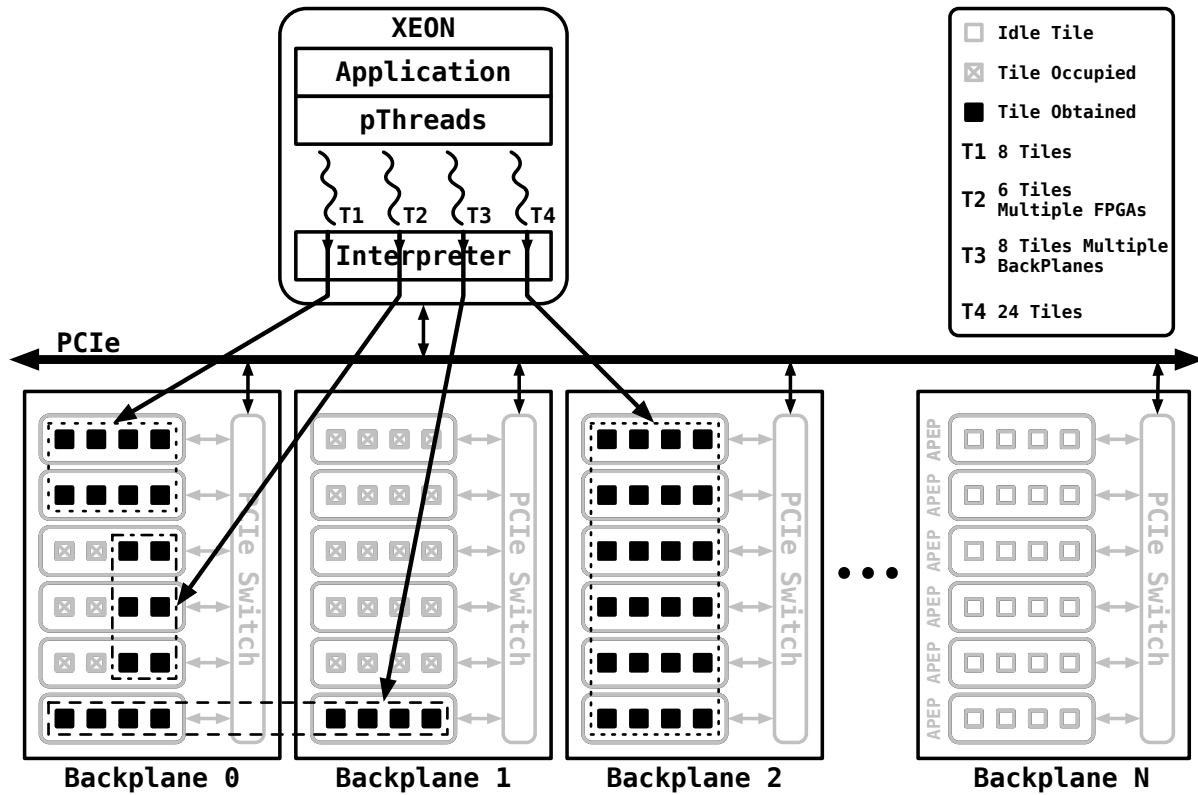 XEON
Application
pThreads
T1
T2
T3
T4
Interpreter
Idle Tile
Tile Occupied
Tile Obtained
T1 8 Tiles
T2 6 Tiles
Multiple FPGAs
T3 8 Tiles Multiple
BackPlanes
T4 24 Tiles
PCIe
PCIe Switch
PCIe Switch
PCIe Switch
APEP
APEP
APEP
APEP
APEP
APEP
PCIe Switch
Backplane 0
Backplane 1
Backplane 2
Backplane N